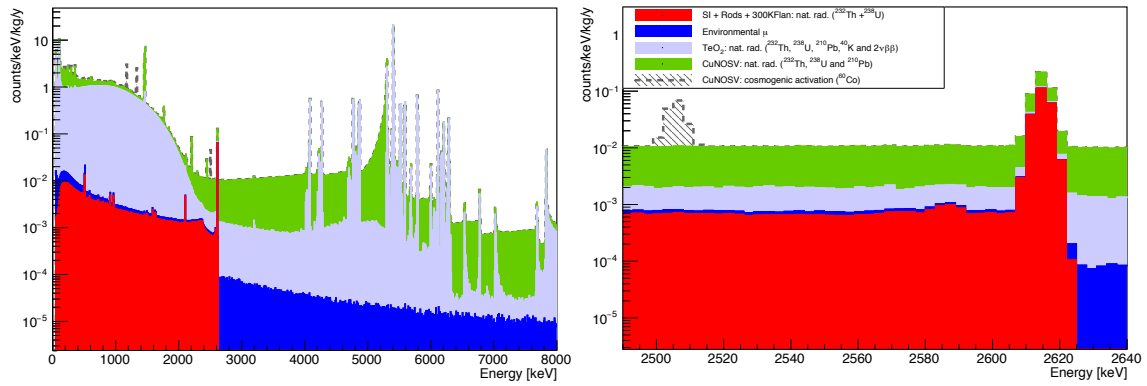 counts/keV/kg/y
10
1
10⁻¹
10⁻²
10⁻³
10⁻⁴
10⁻⁵
0 1000 2000 3000 4000 5000 6000 7000 8000
Energy [keV]
counts/keV/kg/y
1
10⁻¹
10⁻²
10⁻³
10⁻⁴
10⁻⁵
SI + Rods + 300KFlan: nat. rad. (²³²Th +²³⁸U)
Environmental μ
TeO₂: nat. rad. (²³²Th, ²³⁸U, ²¹⁰Pb,⁴⁰K and 2νββ)
CuNOSV: nat. rad. (²³²Th, ²³⁸U and ²¹⁰Pb)
CuNOSV: cosmogenic activation (⁶⁰Co)
2500 2520 2540 2560 2580 2600 2620 2640
Energy [keV]